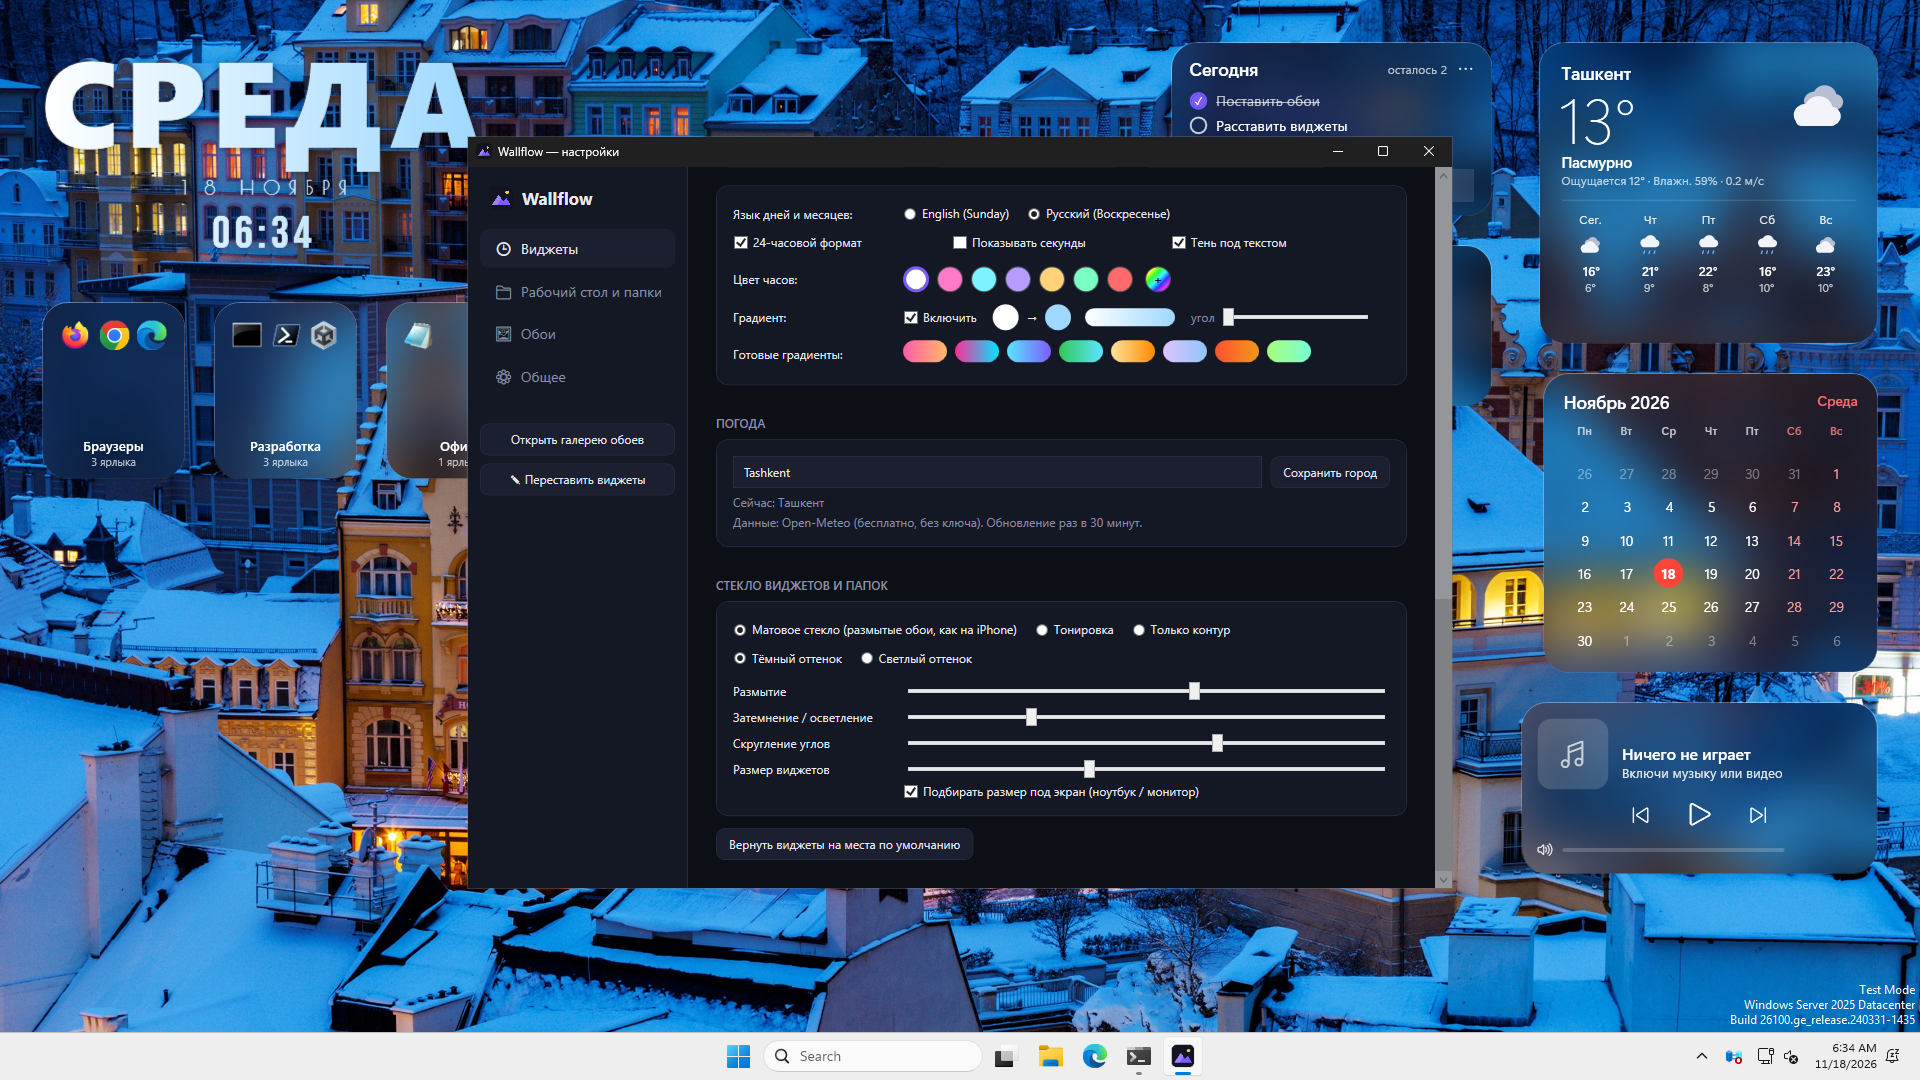 СРЕДА
18 НОЯБРЯ
06:34
Браузеры
3 ярлыка
Разработка
3 ярлыка
Офи
1 ярль
Wallflow — настройки
Wallflow
Виджеты
Рабочий стол и папки
Обои
Общее
Открыть галерею обоев
Переставить виджеты
Язык дней и месяцев:
English (Sunday)
Русский (Воскресенье)
24-часовой формат
Показывать секунды
Тень под текстом
Цвет часов:
Градиент:
Включить
→
угол
Готовые градиенты:
ПОГОДА
Tashkent
Сохранить город
Сейчас: Ташкент
Данные: Open-Meteo (бесплатно, без ключа). Обновление раз в 30 минут.
СТЕКЛО ВИДЖЕТОВ И ПАПОК
Матовое стекло (размытые обои, как на iPhone)
Тонировка
Только контур
Тёмный оттенок
Светлый оттенок
Размытие
Затемнение / осветление
Скругление углов
Размер виджетов
Подбирать размер под экран (ноутбук / монитор)
Вернуть виджеты на места по умолчанию
Сегодня
осталось 2 ···
Поставить обои
Расставить виджеты
Ташкент
13°
Пасмурно
Ощущается 12° · Влажн. 59% · 0.2 м/с
Сег. Чт Пт Сб Вс
16° 21° 22° 16° 23°
6° 9° 8° 10° 10°
Ноябрь 2026
Среда
Пн Вт Ср Чт Пт Сб Вс
26 27 28 29 30 31 1
2 3 4 5 6 7 8
9 10 11 12 13 14 15
16 17 18 19 20 21 22
23 24 25 26 27 28 29
30 1 2 3 4 5 6
Ничего не играет
Включи музыку или видео
Test Mode
Windows Server 2025 Datacenter
Build 26100.ge_release.240331-1435
Search
6:34 AM
11/18/2026